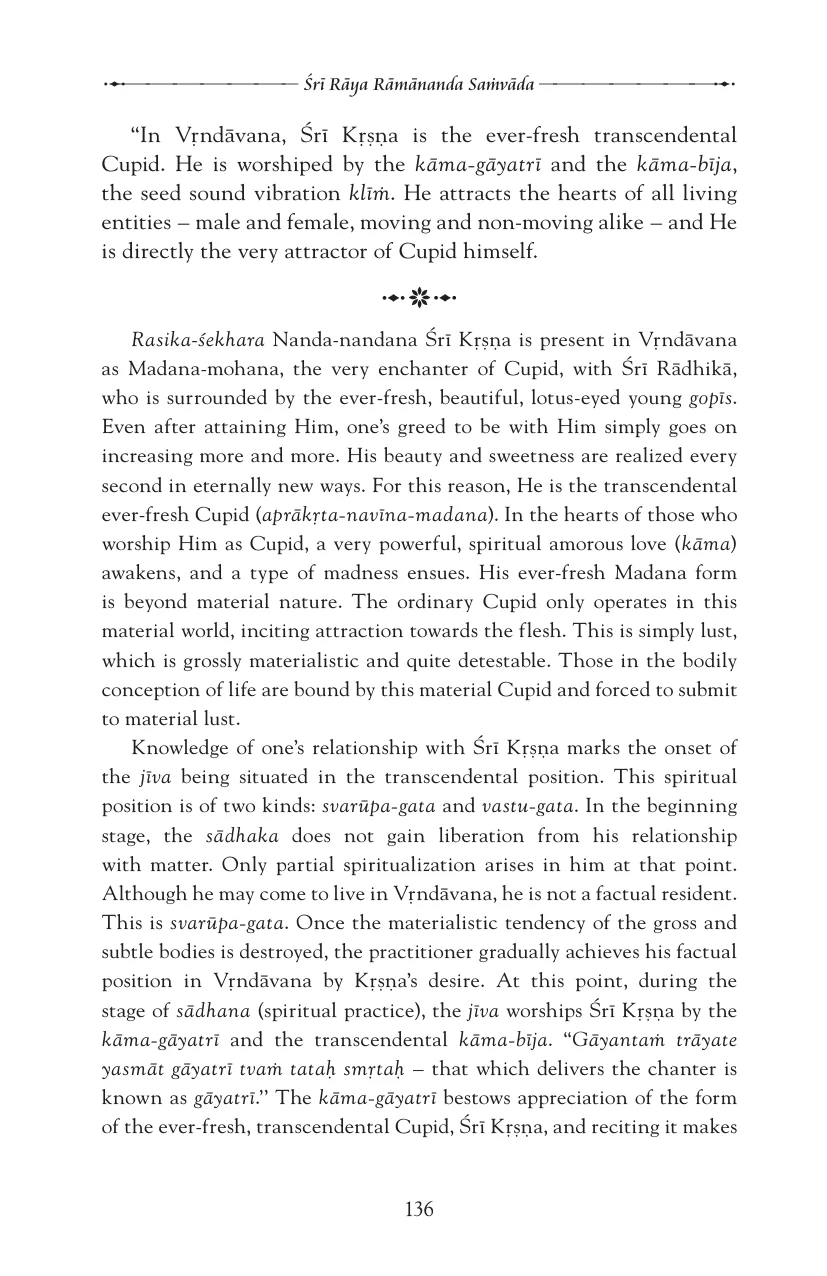 Śrī Rāya Rāmānanda Saṁvāda
“In Vṛndāvana, Śrī Kṛṣṇa is the ever-fresh transcendental
Cupid. He is worshiped by the kāma-gāyatrī and the kāma-bīja,
the seed sound vibration klīṁ. He attracts the hearts of all living
entities – male and female, moving and non-moving alike – and He
is directly the very attractor of Cupid himself.
Rasika-śekhara Nanda-nandana Śrī Kṛṣṇa is present in Vṛndāvana
as Madana-mohana, the very enchanter of Cupid, with Śrī Rādhikā,
who is surrounded by the ever-fresh, beautiful, lotus-eyed young gopīs.
Even after attaining Him, one’s greed to be with Him simply goes on
increasing more and more. His beauty and sweetness are realized every
second in eternally new ways. For this reason, He is the transcendental
ever-fresh Cupid (aprākṛta-navīna-madana). In the hearts of those who
worship Him as Cupid, a very powerful, spiritual amorous love (kāma)
awakens, and a type of madness ensues. His ever-fresh Madana form
is beyond material nature. The ordinary Cupid only operates in this
material world, inciting attraction towards the flesh. This is simply lust,
which is grossly materialistic and quite detestable. Those in the bodily
conception of life are bound by this material Cupid and forced to submit
to material lust.
Knowledge of one’s relationship with Śrī Kṛṣṇa marks the onset of
the jīva being situated in the transcendental position. This spiritual
position is of two kinds: svarūpa-gata and vastu-gata. In the beginning
stage, the sādhaka does not gain liberation from his relationship
with matter. Only partial spiritualization arises in him at that point.
Although he may come to live in Vṛndāvana, he is not a factual resident.
This is svarūpa-gata. Once the materialistic tendency of the gross and
subtle bodies is destroyed, the practitioner gradually achieves his factual
position in Vṛndāvana by Kṛṣṇa’s desire. At this point, during the
stage of sādhana (spiritual practice), the jīva worships Śrī Kṛṣṇa by the
kāma-gāyatrī and the transcendental kāma-bīja. “Gāyantaṁ trāyate
yasmāt gāyatrī tvaṁ tataḥ smṛtaḥ – that which delivers the chanter is
known as gāyatrī.’’ The kāma-gāyatrī bestows appreciation of the form
of the ever-fresh, transcendental Cupid, Śrī Kṛṣṇa, and reciting it makes
136